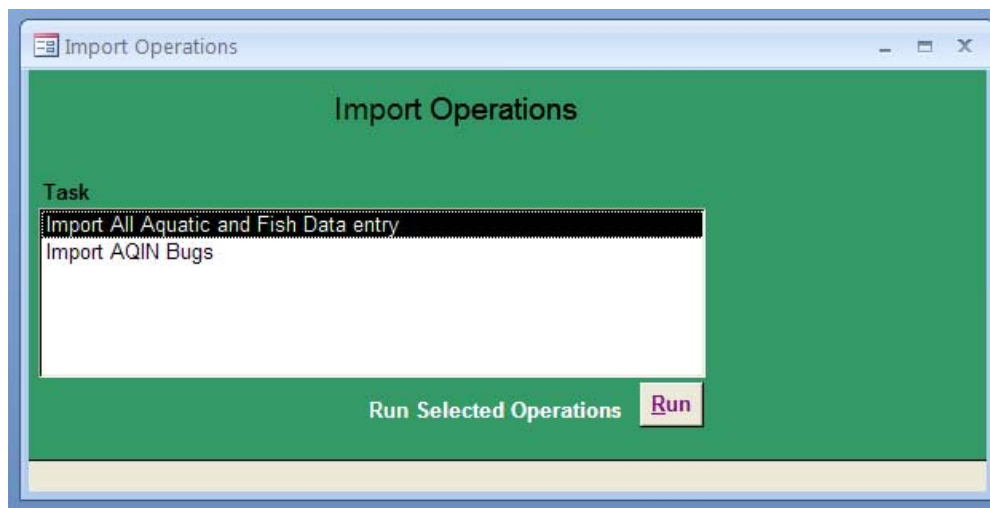 Import Operations
Import Operations
Task
Import All Aquatic and Fish Data entry
Import AQIN Bugs
Run Selected Operations Run